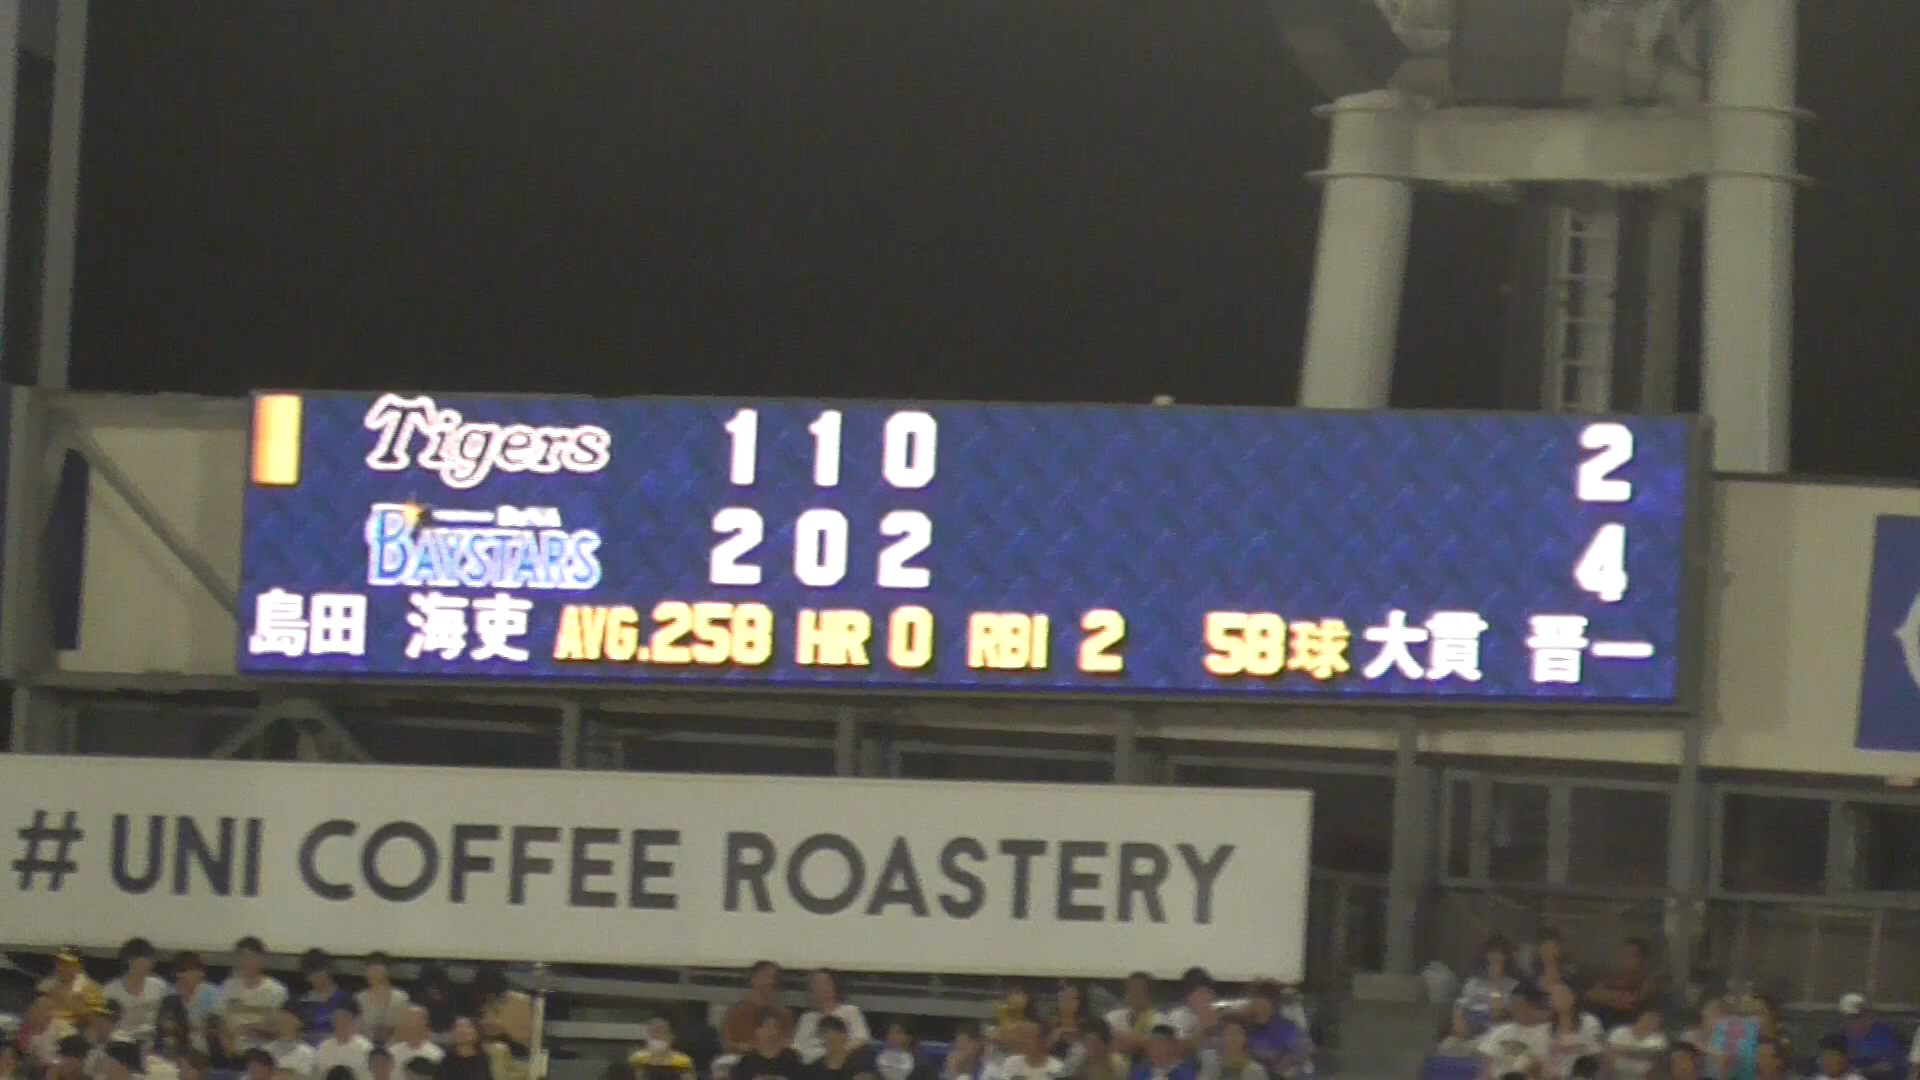 Tigers 1 1 0 2
DeNA
BAYSTARS 2 0 2 4
島田 海吏 AVG.258 HR 0 RBI 2 58球 大貫 晋一
# UNI COFFEE ROASTERY